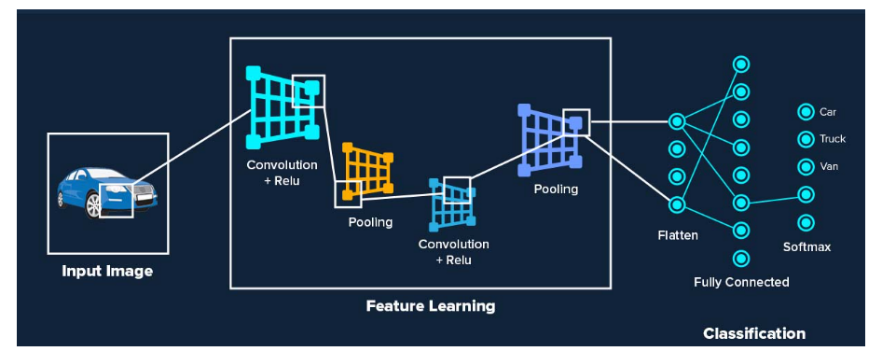 Input Image
Convolution
+ Relu
Pooling
Convolution
+ Relu
Pooling
Feature Learning
Flatten
Fully Connected
Car
Truck
Van
Softmax
Classification